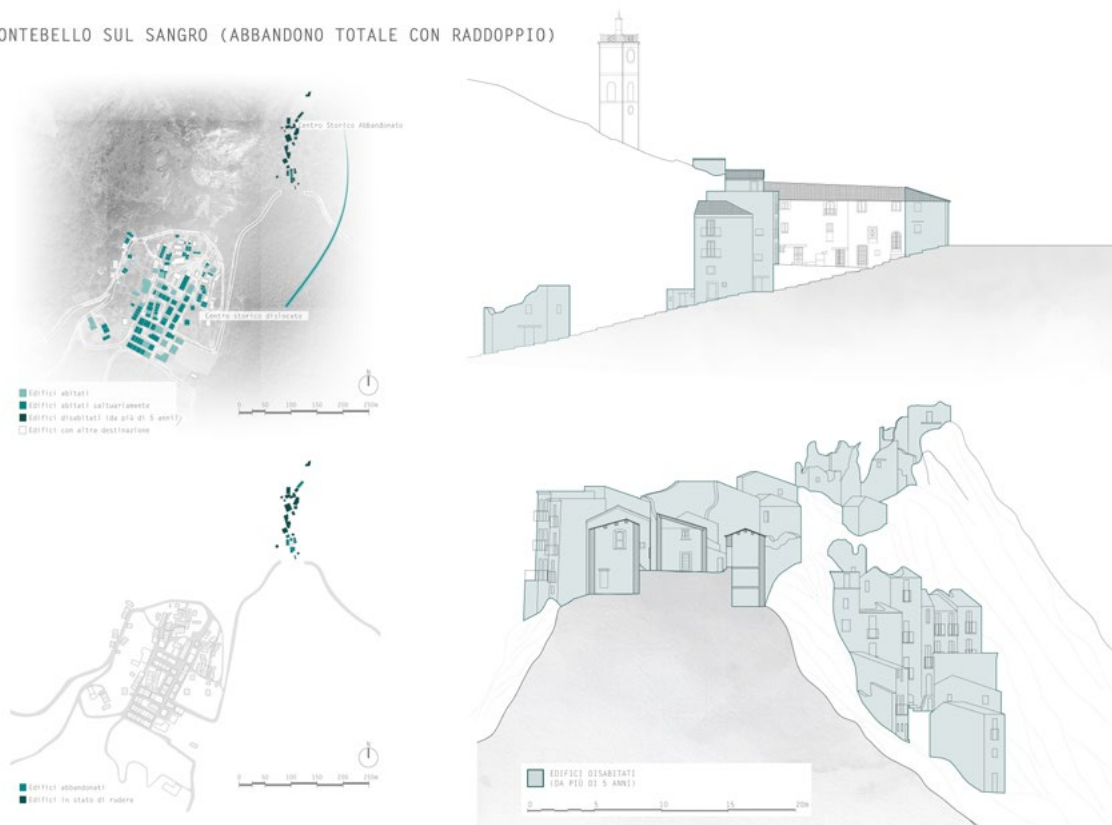 ONTEBELLO SUL SANGRO (ABBANDONO TOTALE CON RADDOPPIO)
Centro Storico Abbandonato
Centro storico dislocato
Edifici abitati
Edifici abitati saltuariamente
Edifici disabitati (da più di 5 anni)
Edifici con altra destinazione
N
0 50 100 150 200 250m
Edifici abbandonati
Edifici in stato di rudere
N
0 50 100 150 200 250m
EDIFICI DISABITATI
(DA PIÙ DI 5 ANNI)
0 5 10 15 20m